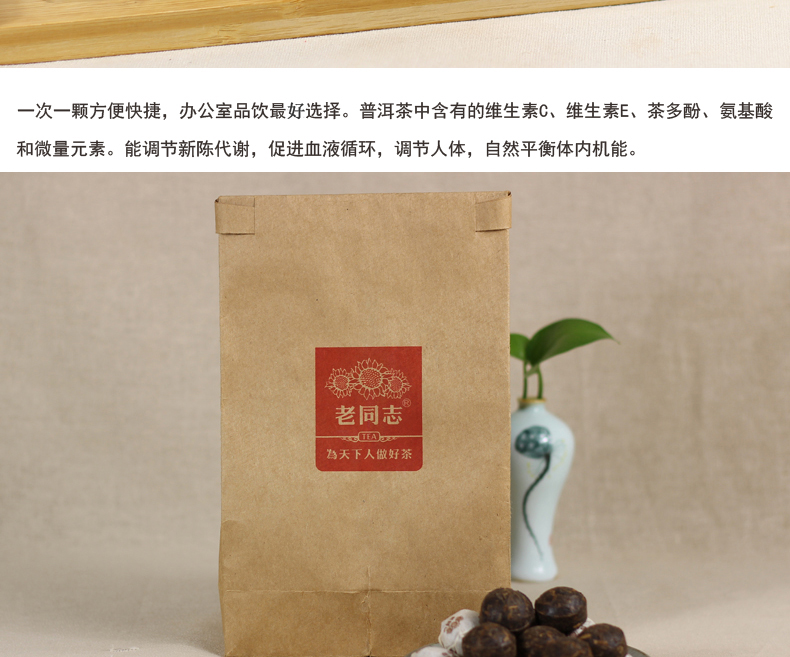 一次一颗方便快捷，办公室品饮最好选择。普洱茶中含有的维生素C、维生素E、茶多酚、氨基酸
和微量元素。能调节新陈代谢，促进血液循环，调节人体，自然平衡体内机能。
老同志®
TEA
為天下人做好茶